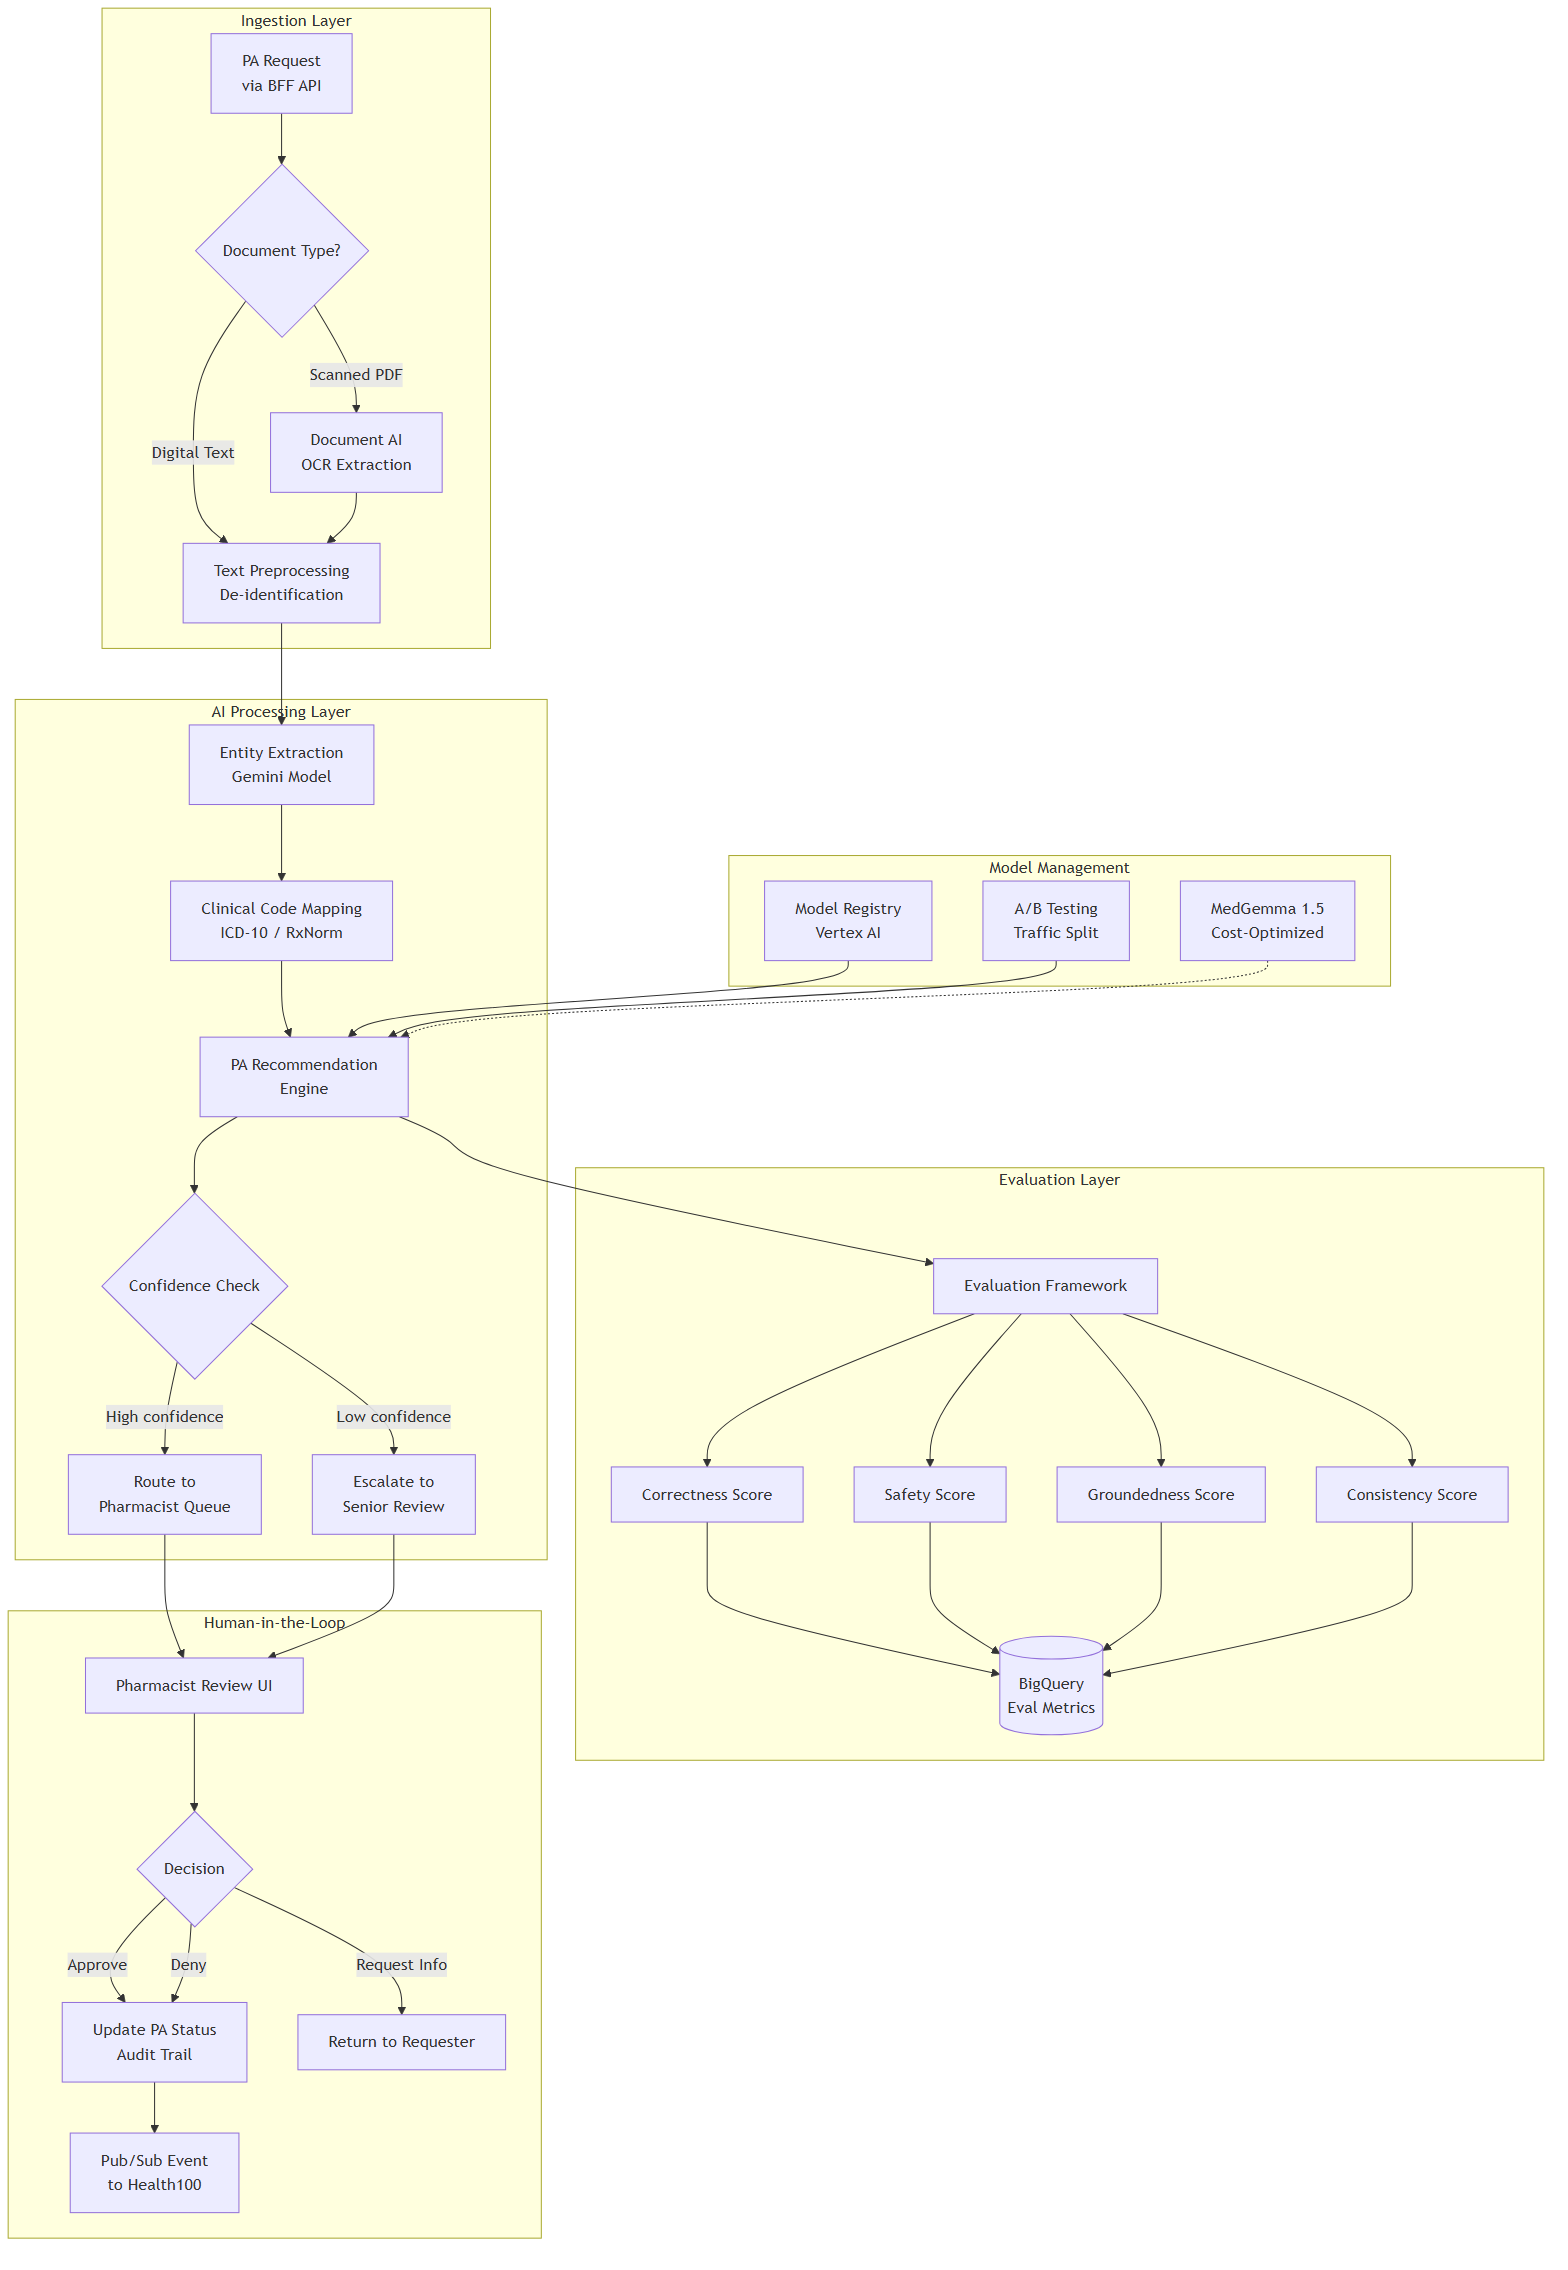 Ingestion Layer
PA Request
via BFF API
Document Type?
Scanned PDF
Digital Text
Document AI
OCR Extraction
Text Preprocessing
De-identification
AI Processing Layer
Entity Extraction
Gemini Model
Clinical Code Mapping
ICD-10 / RxNorm
Model Management
Model Registry
Vertex AI
A/B Testing
Traffic Split
MedGemma 1.5
Cost-Optimized
PA Recommendation
Engine
Confidence Check
High confidence
Low confidence
Route to
Pharmacist Queue
Escalate to
Senior Review
Evaluation Layer
Evaluation Framework
Correctness Score
Safety Score
Groundedness Score
Consistency Score
BigQuery
Eval Metrics
Human-in-the-Loop
Pharmacist Review UI
Decision
Approve
Deny
Request Info
Update PA Status
Audit Trail
Return to Requester
Pub/Sub Event
to Health100